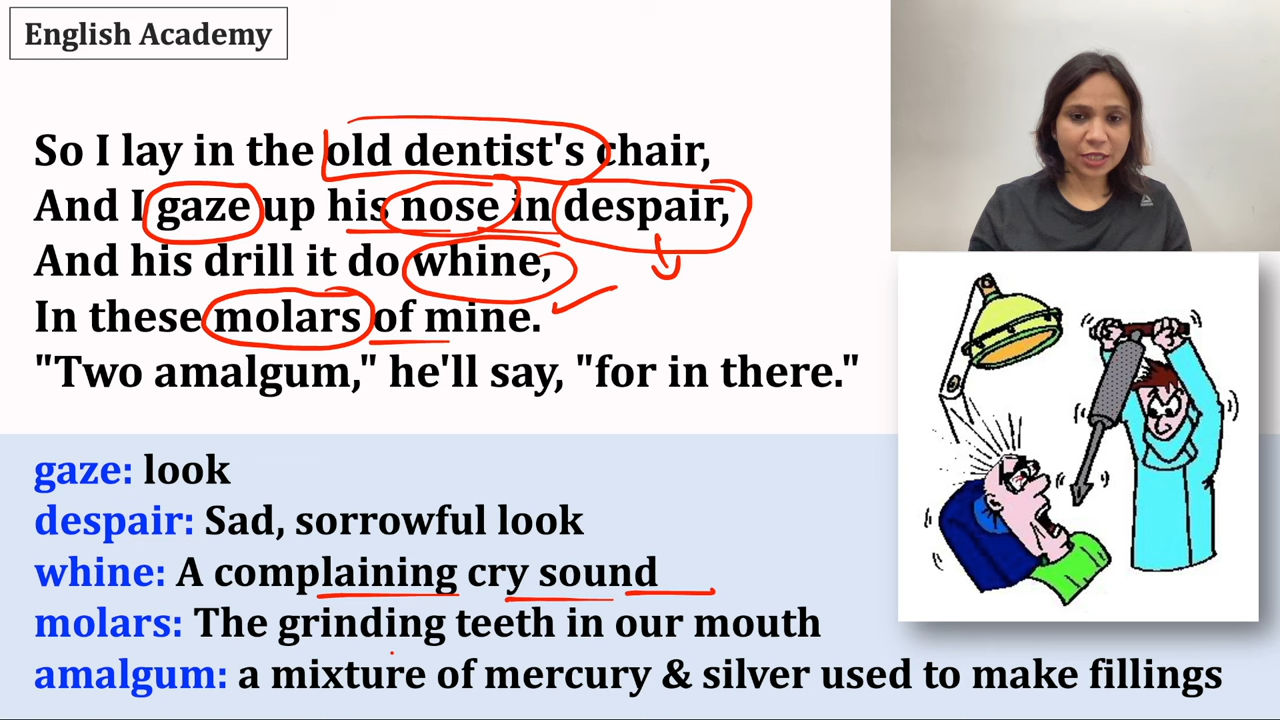 English Academy
So I lay in the old dentist's chair,
And I gaze up his nose in despair,
And his drill it do whine,
In these molars of mine.
"Two amalgum," he'll say, "for in there."
gaze: look
despair: Sad, sorrowful look
whine: A complaining cry sound
molars: The grinding teeth in our mouth
amalgum: a mixture of mercury & silver used to make fillings